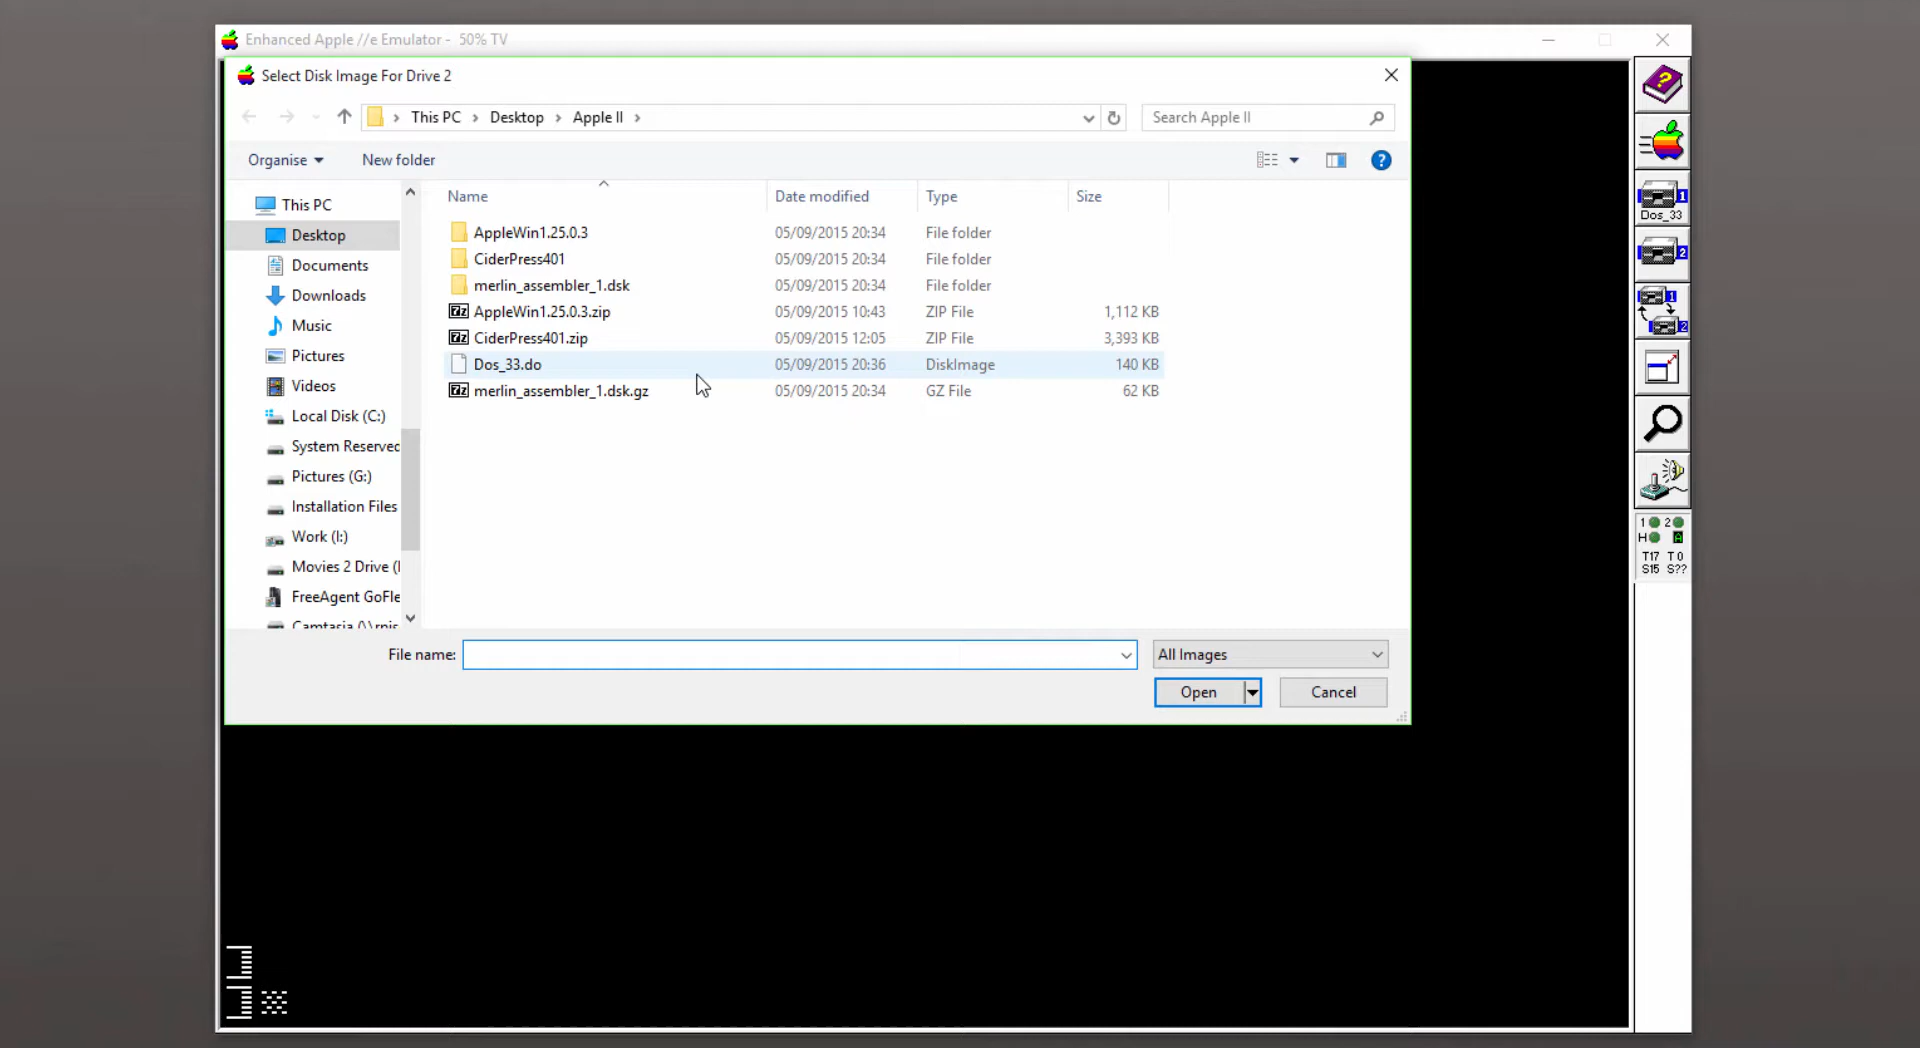 Enhanced Apple //e Emulator - 50% TV
Select Disk Image For Drive 2
This PC > Desktop > Apple II >
Search Apple II
Organise
New folder
Name
Date modified
Type
Size
This PC
Desktop
Documents
Downloads
Music
Pictures
Videos
Local Disk (C:)
System Reserved
Pictures (G:)
Installation Files
Work (I:)
Movies 2 Drive (
FreeAgent GoFle
AppleWin1.25.0.3 05/09/2015 20:34 File folder
CiderPress401 05/09/2015 20:34 File folder
merlin_assembler_1.dsk 05/09/2015 20:34 File folder
AppleWin1.25.0.3.zip 05/09/2015 10:43 ZIP File 1,112 KB
CiderPress401.zip 05/09/2015 12:05 ZIP File 3,393 KB
Dos_33.do 05/09/2015 20:36 DiskImage 140 KB
merlin_assembler_1.dsk.gz 05/09/2015 20:34 GZ File 62 KB
File name:
All Images
Open
Cancel
?
1
Dos_33
2
1
2
1 2
H A
T17 T 0
S15 S??
]
]